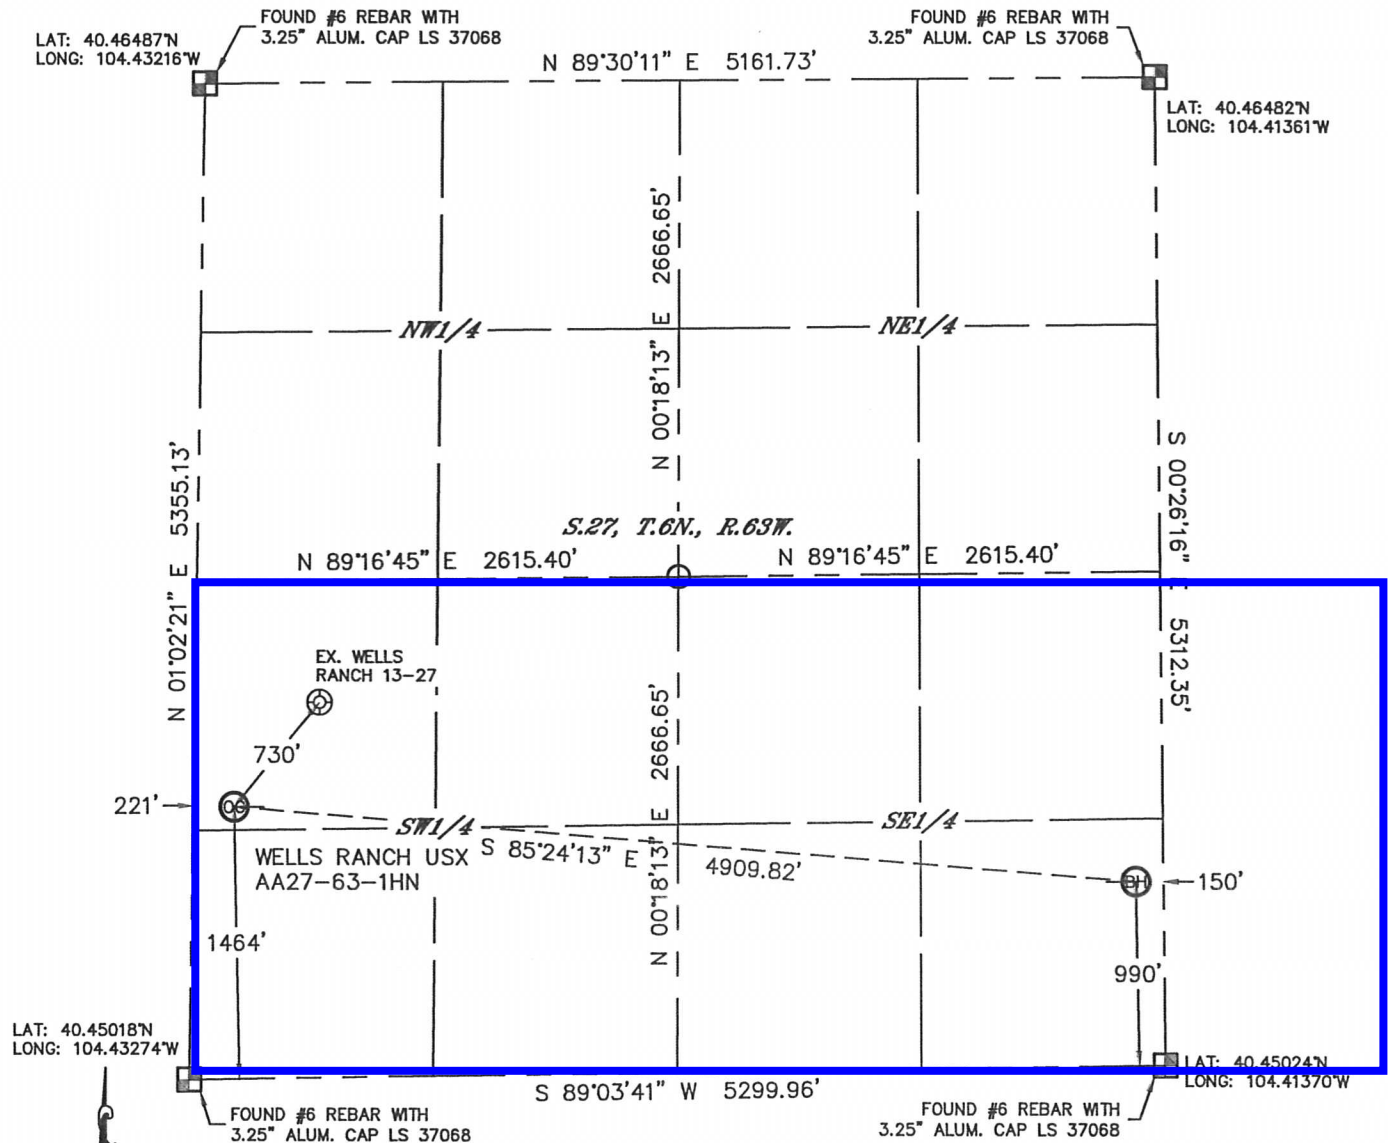 FOUND #6 REBAR WITH
3.25" ALUM. CAP LS 37068
LAT: 40.46487°N
LONG: 104.43216°W
FOUND #6 REBAR WITH
3.25" ALUM. CAP LS 37068
N 89°30'11" E 5161.73'
LAT: 40.46482°N
LONG: 104.41361°W
N 00°18'13" E 2666.65'
NW1/4
NE1/4
N 01°02'21" E 5355.13'
S 00°26'16" E 5312.35'
S.27, T.6N., R.63W.
N 89°16'45" E 2615.40'
N 89°16'45" E 2615.40'
EX. WELLS
RANCH 13-27
730'
221'
OG
N 00°18'13" E 2666.65'
SW1/4
SE1/4
WELLS RANCH USX
AA27-63-1HN
S 85°24'13" E 4909.82'
BH
150'
1464'
990'
LAT: 40.45018°N
LONG: 104.43274°W
LAT: 40.45024°N
LONG: 104.41370°W
S 89°03'41" W 5299.96'
FOUND #6 REBAR WITH
3.25" ALUM. CAP LS 37068
FOUND #6 REBAR WITH
3.25" ALUM. CAP LS 37068